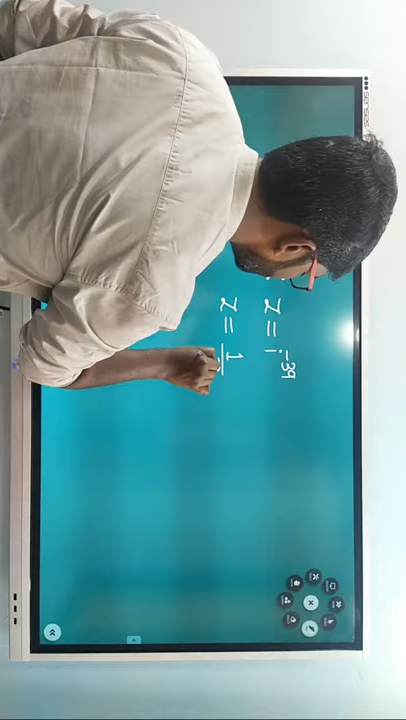 z = i⁻³⁹
z = 1/